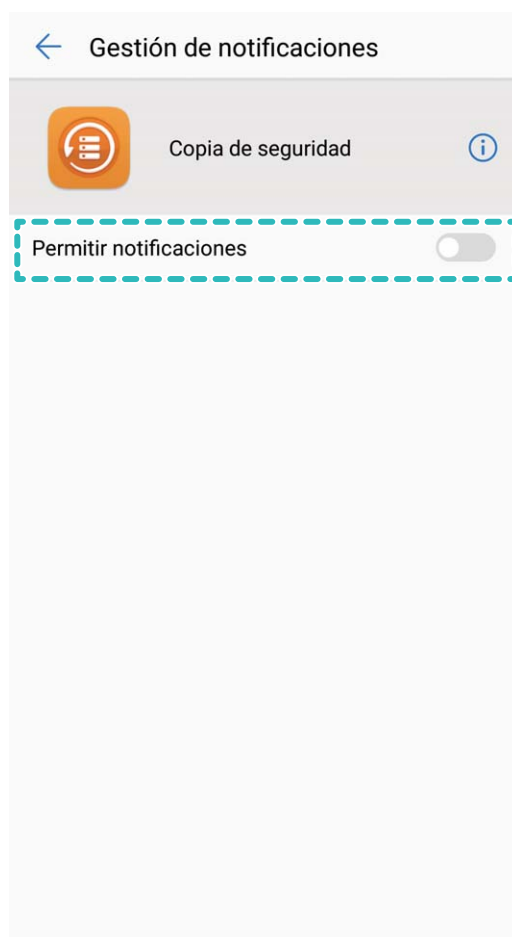 Gestión de notificaciones
Copia de seguridad
Permitir notificaciones